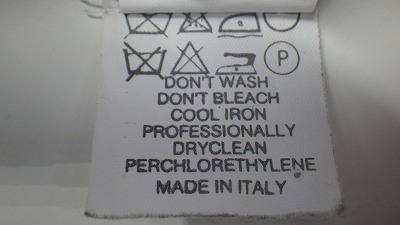 P
DON'T WASH
DON'T BLEACH
COOL IRON
PROFESSIONALLY
DRYCLEAN
PERCHLORETHYLENE
MADE IN ITALY